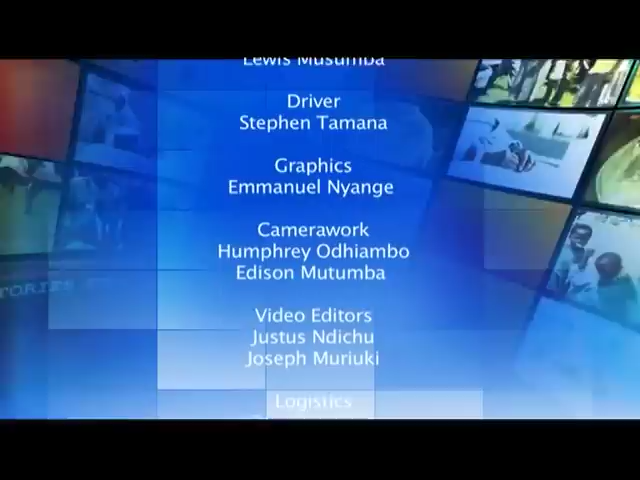 Lewis Musumba
Driver
Stephen Tamana
Graphics
Emmanuel Nyange
Camerawork
Humphrey Odhiambo
Edison Mutumba
TORIES
Video Editors
Justus Ndichu
Joseph Muriuki
Logistics